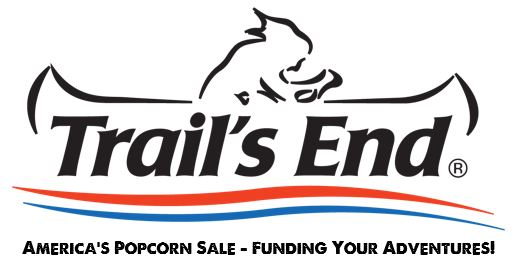 Trail's End®
America's Popcorn Sale - Funding Your Adventures!